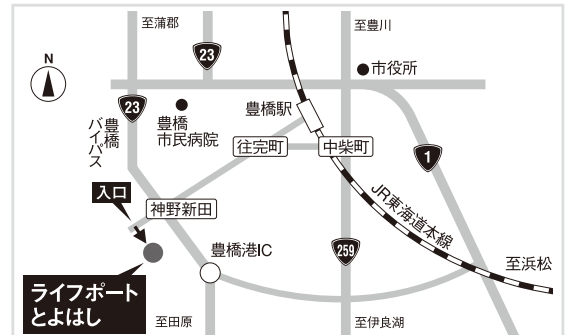 至蒲郡
至豊川
N
23
23
市役所
豊橋駅
豊橋
バイパス
豊橋
市民病院
往完町
中柴町
1
入口
神野新田
JR東海道本線
豊橋港IC
259
至浜松
ライフポート
とよはし
至田原
至伊良湖